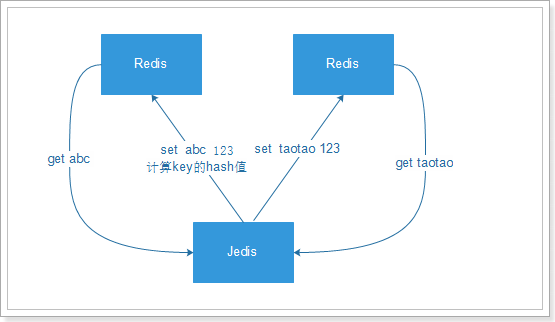 Redis
Redis
set abc 123
计算key的hash值
set taotao 123
get abc
get taotao
Jedis